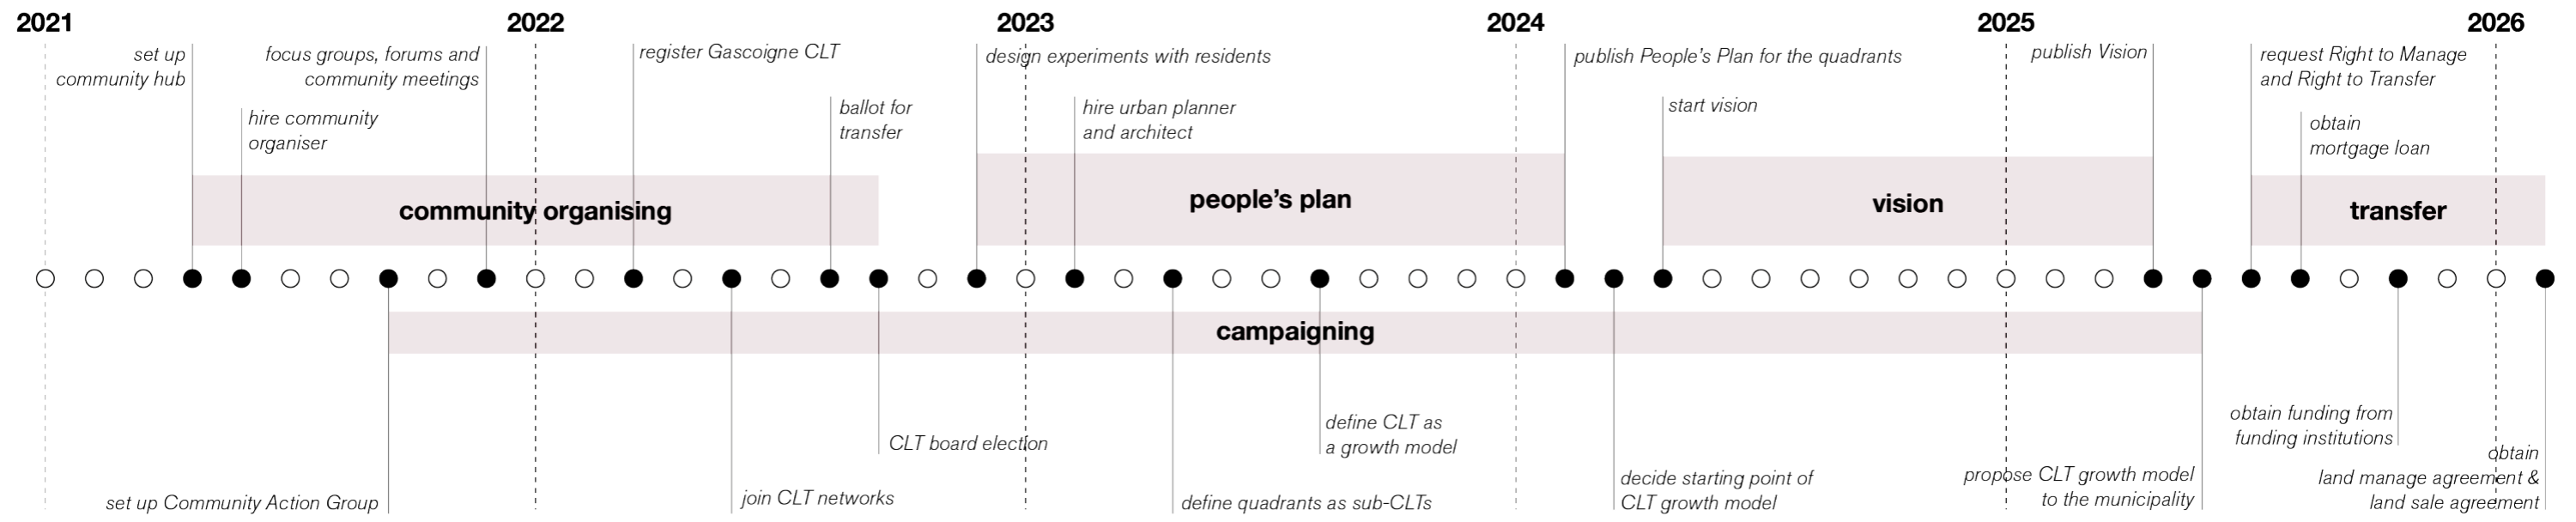 2021
2022
2023
2024
2025
2026
set up
community hub
focus groups, forums and
community meetings
register Gascoigne CLT
design experiments with residents
publish People’s Plan for the quadrants
publish Vision
request Right to Manage
and Right to Transfer
hire community
organiser
ballot for
transfer
hire urban planner
and architect
start vision
obtain
mortgage loan
community organising
people’s plan
vision
transfer
campaigning
set up Community Action Group
join CLT networks
CLT board election
define quadrants as sub-CLTs
define CLT as
a growth model
decide starting point of
CLT growth model
propose CLT growth model
to the municipality
obtain funding from
funding institutions
obtain
land manage agreement &
land sale agreement